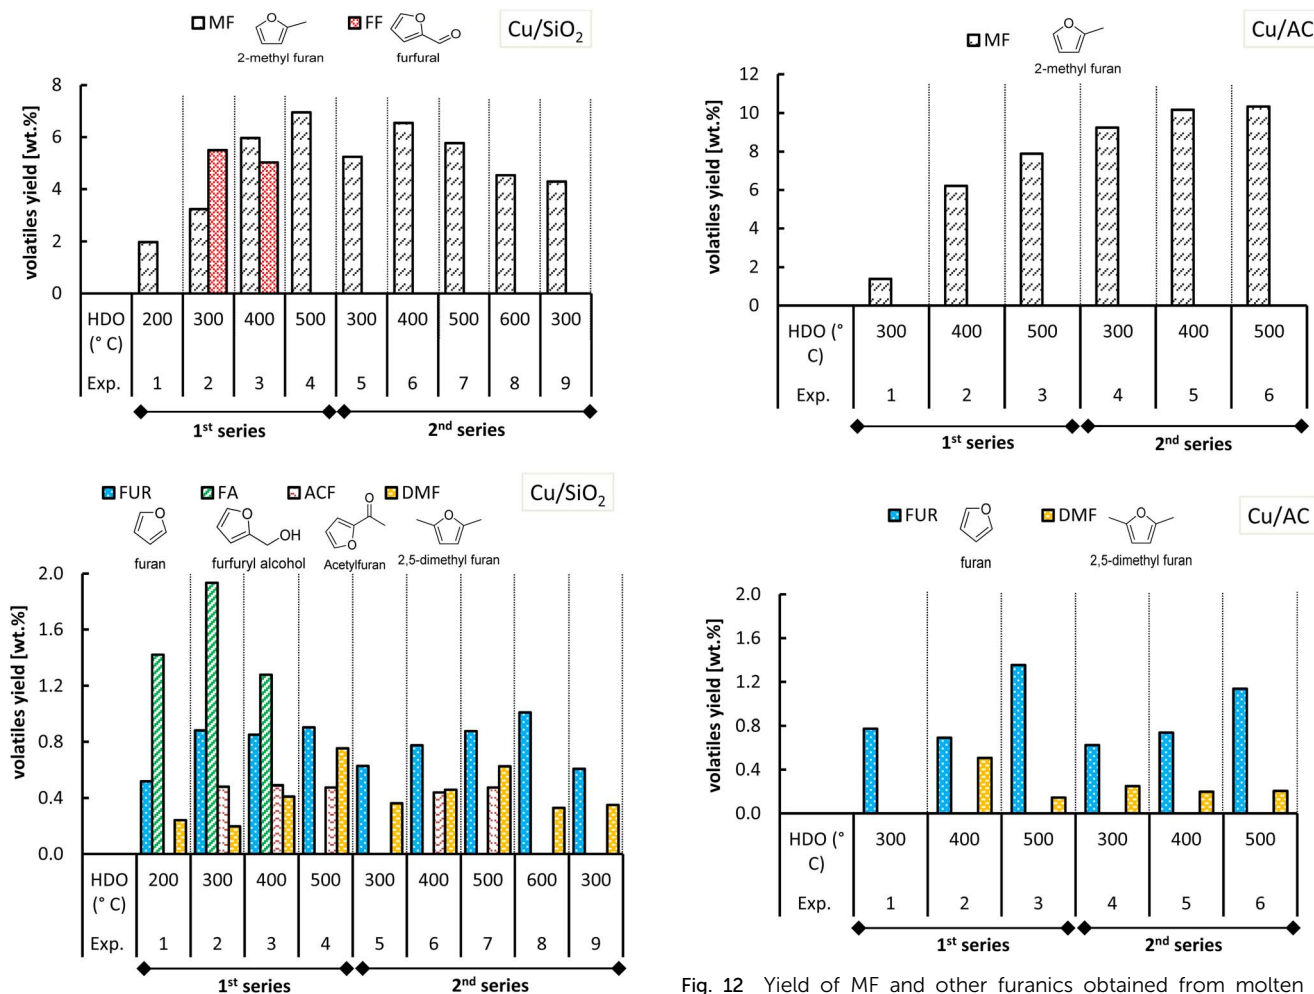 MF FF Cu/SiO2
2-methyl furan furfural
volatiles yield [wt.%]
8
6
4
2
0
HDO (° C) 200 300 400 500 300 400 500 600 300
Exp. 1 2 3 4 5 6 7 8 9
1st series 2nd series
FUR FA ACF DMF Cu/SiO2
O O O O O
OH
furan furfuryl alcohol Acetylfuran 2,5-dimethyl furan
volatiles yield [wt.%]
2.0
1.6
1.2
0.8
0.4
0.0
HDO (° C) 200 300 400 500 300 400 500 600 300
Exp. 1 2 3 4 5 6 7 8 9
1st series 2nd series
MF Cu/AC
O
2-methyl furan
volatiles yield [wt.%]
12
10
8
6
4
2
0
HDO (° C) 300 400 500 300 400 500
Exp. 1 2 3 4 5 6
1st series 2nd series
FUR DMF Cu/AC
O O
furan 2,5-dimethyl furan
volatiles yield [wt.%]
2.0
1.6
1.2
0.8
0.4
0.0
HDO (° C) 300 400 500 300 400 500
Exp. 1 2 3 4 5 6
1st series 2nd series
Fig. 12 Yield of MF and other furanics obtained from molten